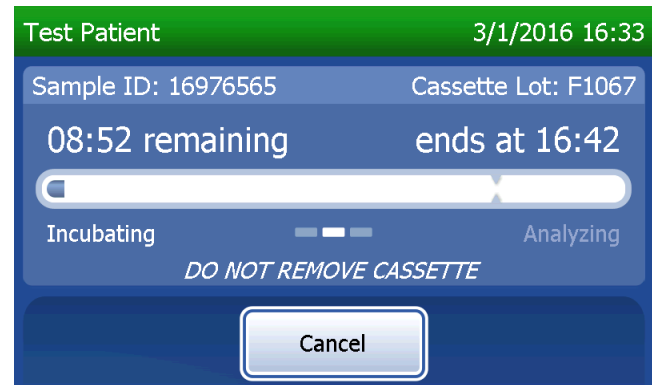 Test Patient 3/1/2016 16:33
Sample ID: 16976565 Cassette Lot: F1067
08:52 remaining ends at 16:42
Incubating Analyzing
DO NOT REMOVE CASSETTE
Cancel